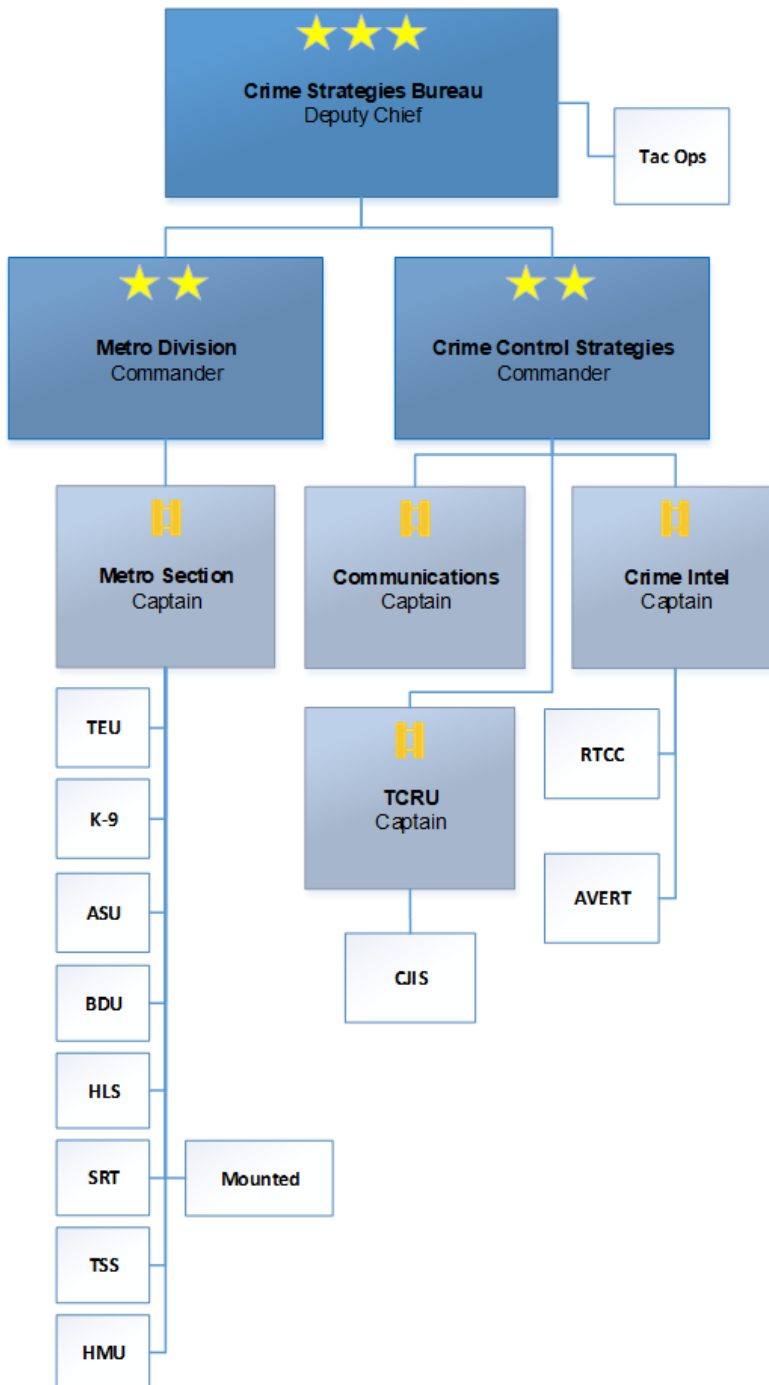 Crime Strategies Bureau
Deputy Chief
Tac Ops
Metro Division
Commander
Crime Control Strategies
Commander
Metro Section
Captain
Communications
Captain
Crime Intel
Captain
TEU
K-9
ASU
BDU
HLS
SRT
Mounted
TSS
HMU
TCRU
Captain
CJIS
RTCC
AVERT